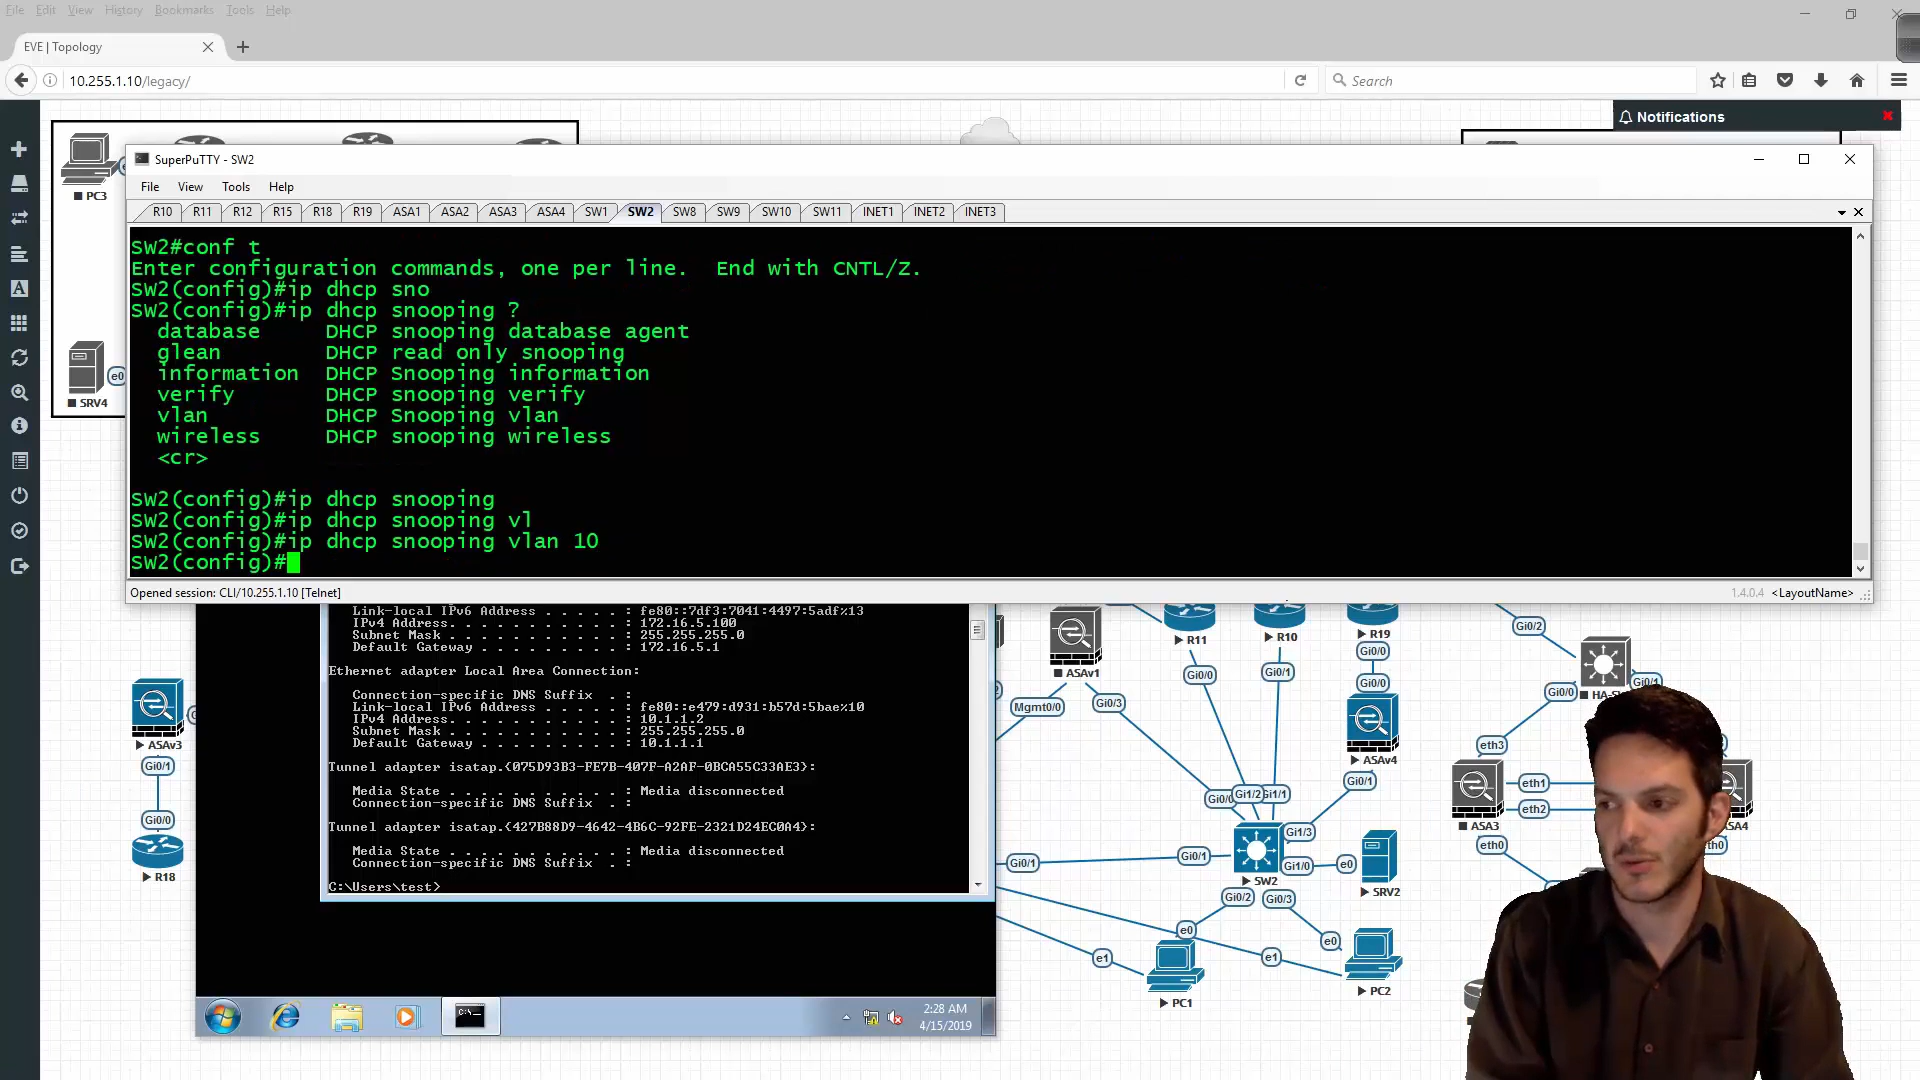 File Edit View History Bookmarks Tools Help
EVE | Topology
10.255.1.10/legacy/
Search
Notifications
PC3
SRV4
e0
SuperPuTTY - SW2
File View Tools Help
R10 R11 R12 R15 R18 R19 ASA1 ASA2 ASA3 ASA4 SW1 SW2 SW8 SW9 SW10 SW11 INET1 INET2 INET3
SW2#conf t
Enter configuration commands, one per line.  End with CNTL/Z.
SW2(config)#ip dhcp sno
SW2(config)#ip dhcp snooping ?
database     DHCP snooping database agent
glean        DHCP read only snooping
information  DHCP Snooping information
verify       DHCP snooping verify
vlan         DHCP Snooping vlan
wireless     DHCP snooping wireless
<cr>
SW2(config)#ip dhcp snooping
SW2(config)#ip dhcp snooping vl
SW2(config)#ip dhcp snooping vlan 10
SW2(config)#
Opened session: CLI/10.255.1.10 [Telnet]
1.4.0.4 <LayoutName>
Link-local IPv6 Address . . . . . : fe80::7df3:7041:4497:5adf%13
IPv4 Address. . . . . . . . . . . : 172.16.5.100
Subnet Mask . . . . . . . . . . . : 255.255.255.0
Default Gateway . . . . . . . . . : 172.16.5.1
Ethernet adapter Local Area Connection:
Connection-specific DNS Suffix  . :
Link-local IPv6 Address . . . . . : fe80::e479:d931:b57d:5bae%10
IPv4 Address. . . . . . . . . . . : 10.1.1.2
Subnet Mask . . . . . . . . . . . : 255.255.255.0
Default Gateway . . . . . . . . . : 10.1.1.1
Tunnel adapter isatap.{075D93B3-FE7B-407F-A2AF-0BCA55C33AE3}:
Media State . . . . . . . . . . . : Media disconnected
Connection-specific DNS Suffix  . :
Tunnel adapter isatap.{427B88D9-4642-4B6C-92FE-2321D24EC0A4}:
Media State . . . . . . . . . . . : Media disconnected
Connection-specific DNS Suffix  . :
C:\Users\test>
2:28 AM
4/15/2019
ASAv3
Gi0/1
Gi0/0
R18
ASAv1
Mgmt0/0
Gi0/3
R11
R10
R19
Gi0/0
Gi0/1
Gi0/0
Gi0/0
ASAv4
Gi0/1
Gi1/2
Gi1/1
Gi1/3
Gi0/1
Gi0/1
SW2
Gi1/0
e0
SRV2
Gi0/2
Gi0/3
e0
e0
e1
e1
PC1
PC2
Gi0/2
Gi0/0
Gi0/1
eth3
eth1
eth2
ASA3
eth0